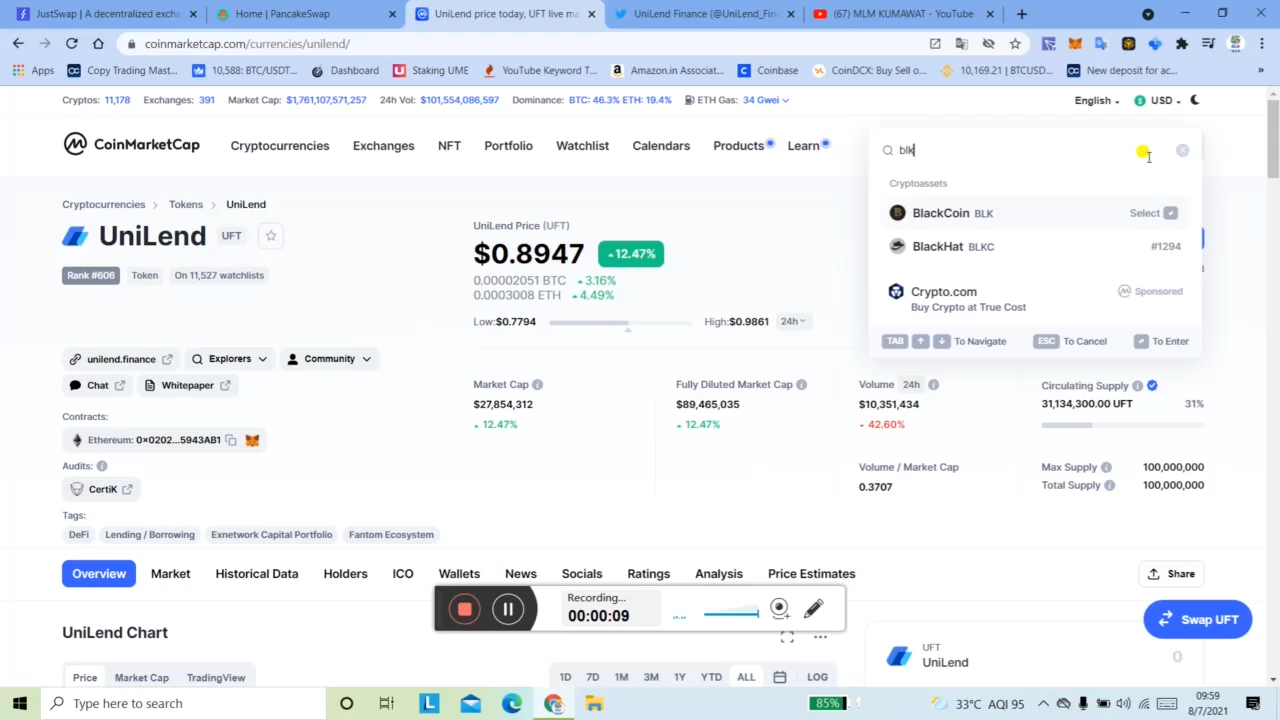 Just a Decentralized exchan
Home | PancakeSwap
UniLend price today, UFT live ma
UniLend Finance (@UniLend_Finan
(67) MLM KUMAWAT - YouTube
coinmarketcap.com/currencies/unilend/
Apps Copy Trading Mast... 10,588: BTC/USDT... Dashboard Staking UME YouTube Keyword T... Amazon.in Associat... Coinbase CoinDCX: Buy Sell o... 10,169.21 | BTCUSD... New deposit for ac... »
Cryptos: 11,178 Exchanges: 391 Market Cap: $1,761,107,571,257 24h Vol: $101,554,086,597 Dominance: BTC: 46.3% ETH: 19.4% ETH Gas: 34 Gwei English USD
CoinMarketCap Cryptocurrencies Exchanges NFT Portfolio Watchlist Calendars Products Learn
blk
Cryptoassets
BlackCoin BLK Select
BlackHat BLKC #1294
Crypto.com Sponsored
Buy Crypto at True Cost
TAB To Navigate ESC To Cancel To Enter
Cryptocurrencies > Tokens > UniLend
UniLend UFT
Rank #606 Token On 11,527 watchlists
UniLend Price (UFT)
$0.8947 12.47%
0.00002051 BTC 3.16%
0.0003008 ETH 4.49%
Low:$0.7794 High:$0.9861 24h
unilend.finance Explorers Community
Chat Whitepaper
Contracts:
Ethereum: 0x0202...5943AB1
Audits:
CertiK
Tags:
DeFi Lending / Borrowing Exnetwork Capital Portfolio Fantom Ecosystem
Market Cap
$27,854,312
12.47%
Fully Diluted Market Cap
$89,465,035
12.47%
Volume 24h
$10,351,434
42.60%
Volume / Market Cap
0.3707
Circulating Supply
31,134,300.00 UFT 31%
Max Supply 100,000,000
Total Supply 100,000,000
Overview Market Historical Data Holders ICO Wallets News Socials Ratings Analysis Price Estimates Share
Recording...
00:00:09
Swap UFT
UniLend Chart
Price Market Cap TradingView 1D 7D 1M 3M 1Y YTD ALL LOG
UFT
UniLend 0
Type here to search
85%
33°C AQI 95
09:59
8/7/2021